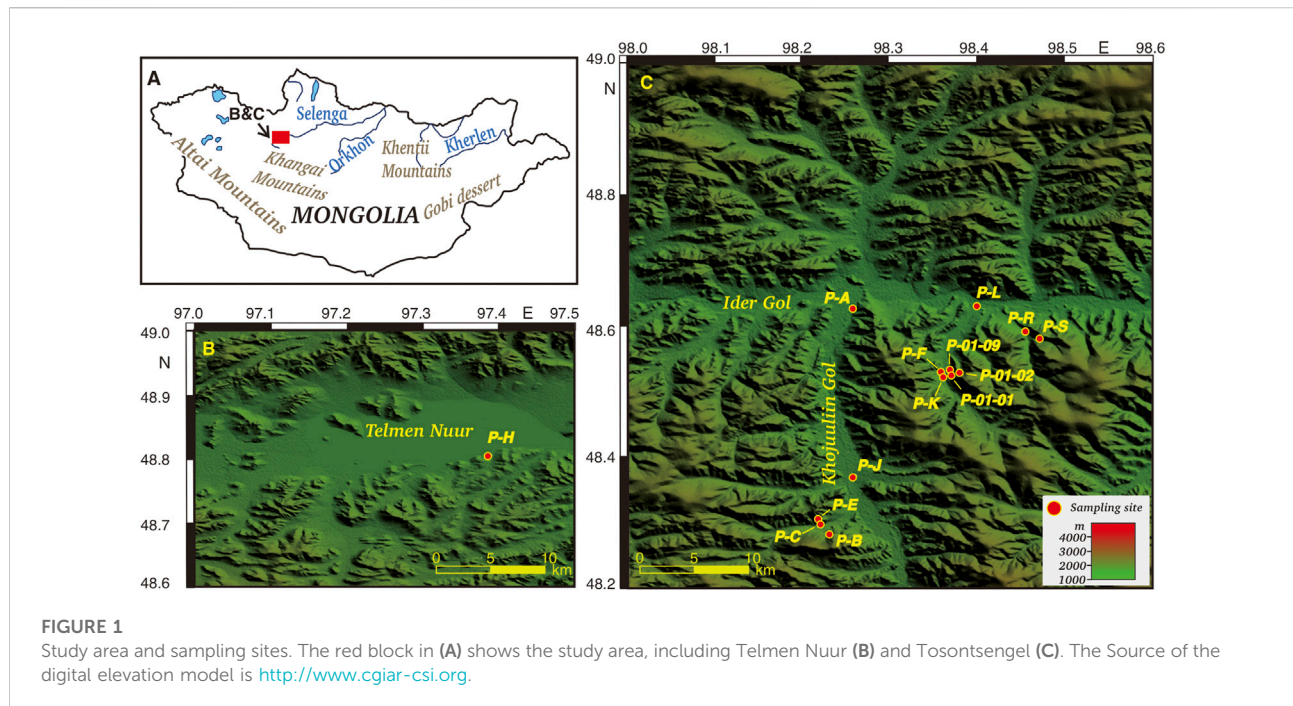 A
B&C
Selenga
Orkhon
Kherlen
Khangai
Mountains
Khentii
Mountains
Altai Mountains
MONGOLIA
Gobi dessert
97.0 97.1 97.2 97.3 97.4 E 97.5
49.0
N
48.9
48.8
48.7
48.6
B
Telmen Nuur
P-H
0 5 10
km
98.0 98.1 98.2 98.3 98.4 98.5 E 98.6
49.0
N
48.8
48.6
48.4
48.2
C
Ider Gol
P-A
P-L
P-R
P-S
P-F
P-01-09
P-01-02
P-K
P-01-01
Khojuuliin Gol
P-J
P-E
P-C
P-B
0 5 10
km
Sampling site
m
4000
3000
2000
1000
FIGURE 1
Study area and sampling sites. The red block in (A) shows the study area, including Telmen Nuur (B) and Tosontsengel (C). The Source of the
digital elevation model is http://www.cgiar-csi.org.